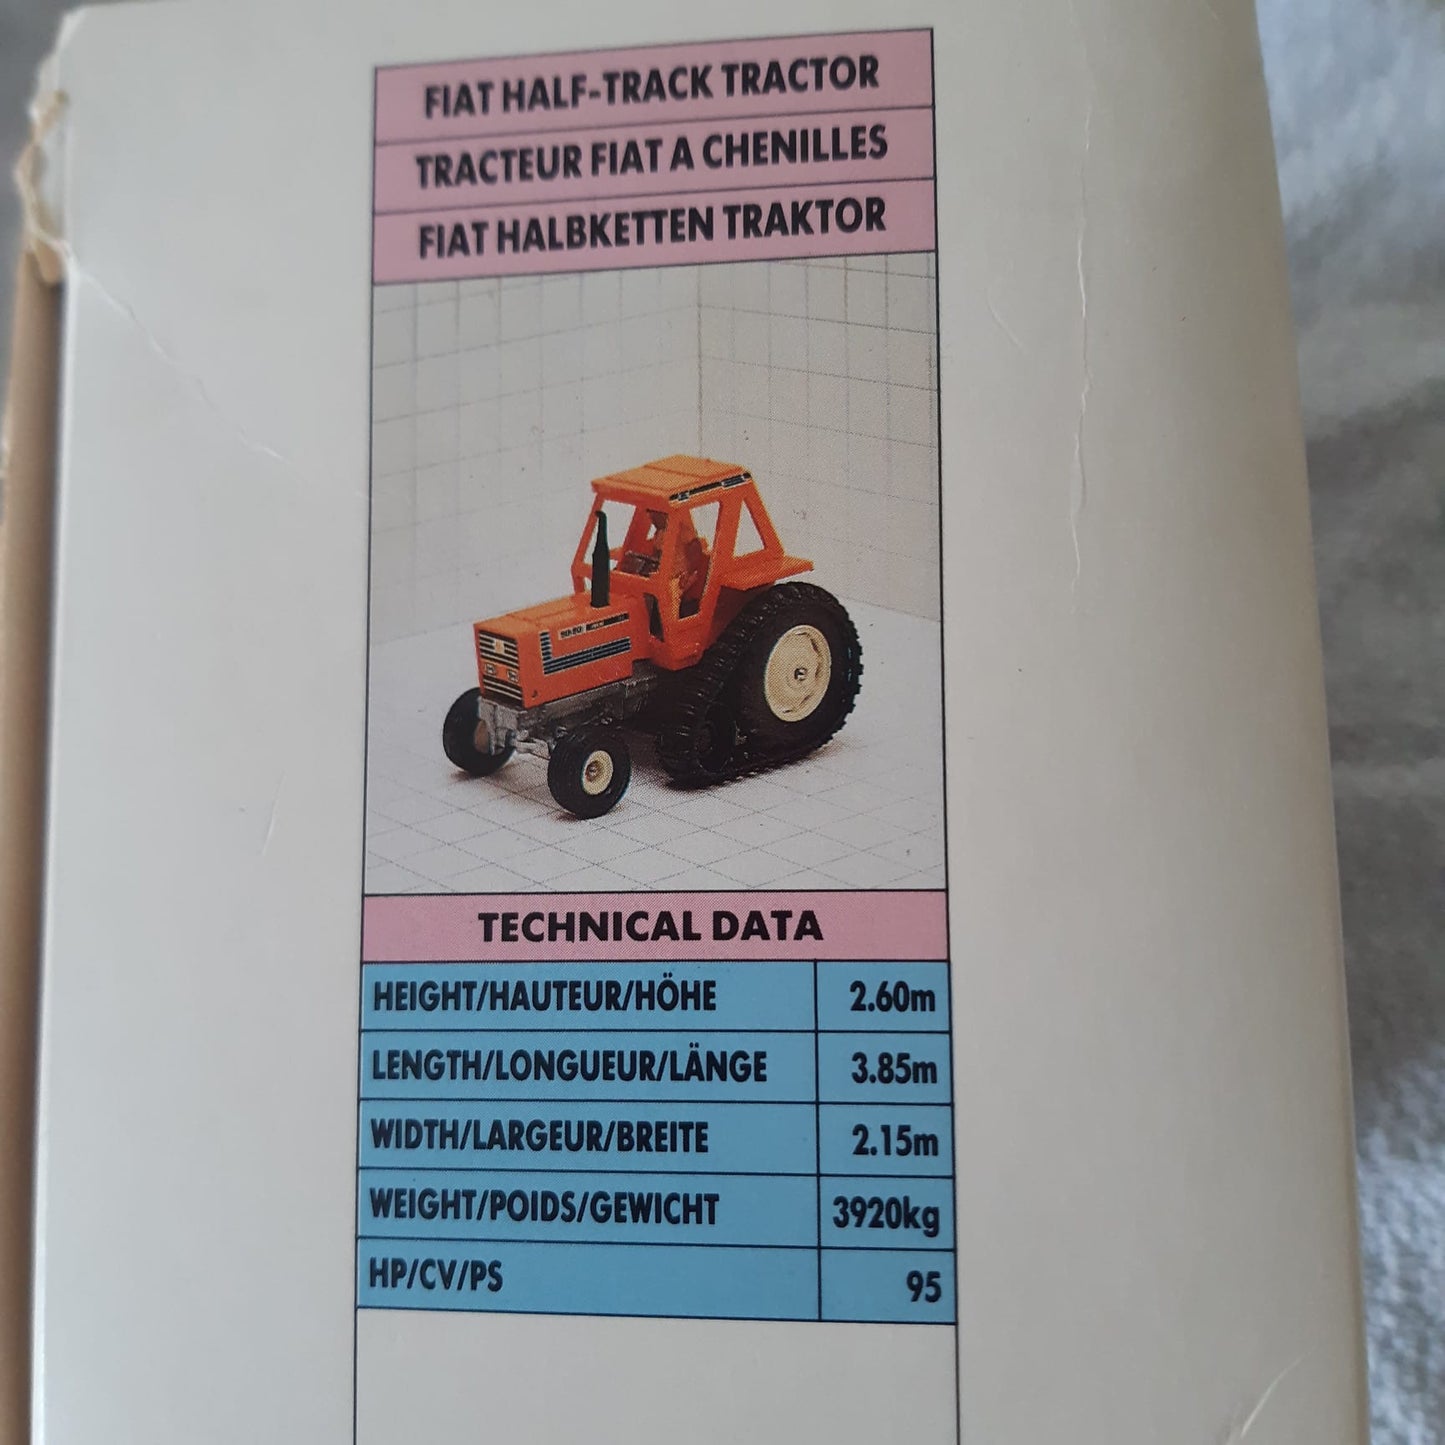 FIAT HALF-TRACK TRACTOR
TRACTEUR FIAT A CHENILLES
FIAT HALBKETTEN TRAKTOR
TECHNICAL DATA
HEIGHT/HAUTEUR/HÖHE 2.60m
LENGTH/LONGUEUR/LÄNGE 3.85m
WIDTH/LARGEUR/BREITE 2.15m
WEIGHT/POIDS/GEWICHT 3920kg
HP/CV/PS 95